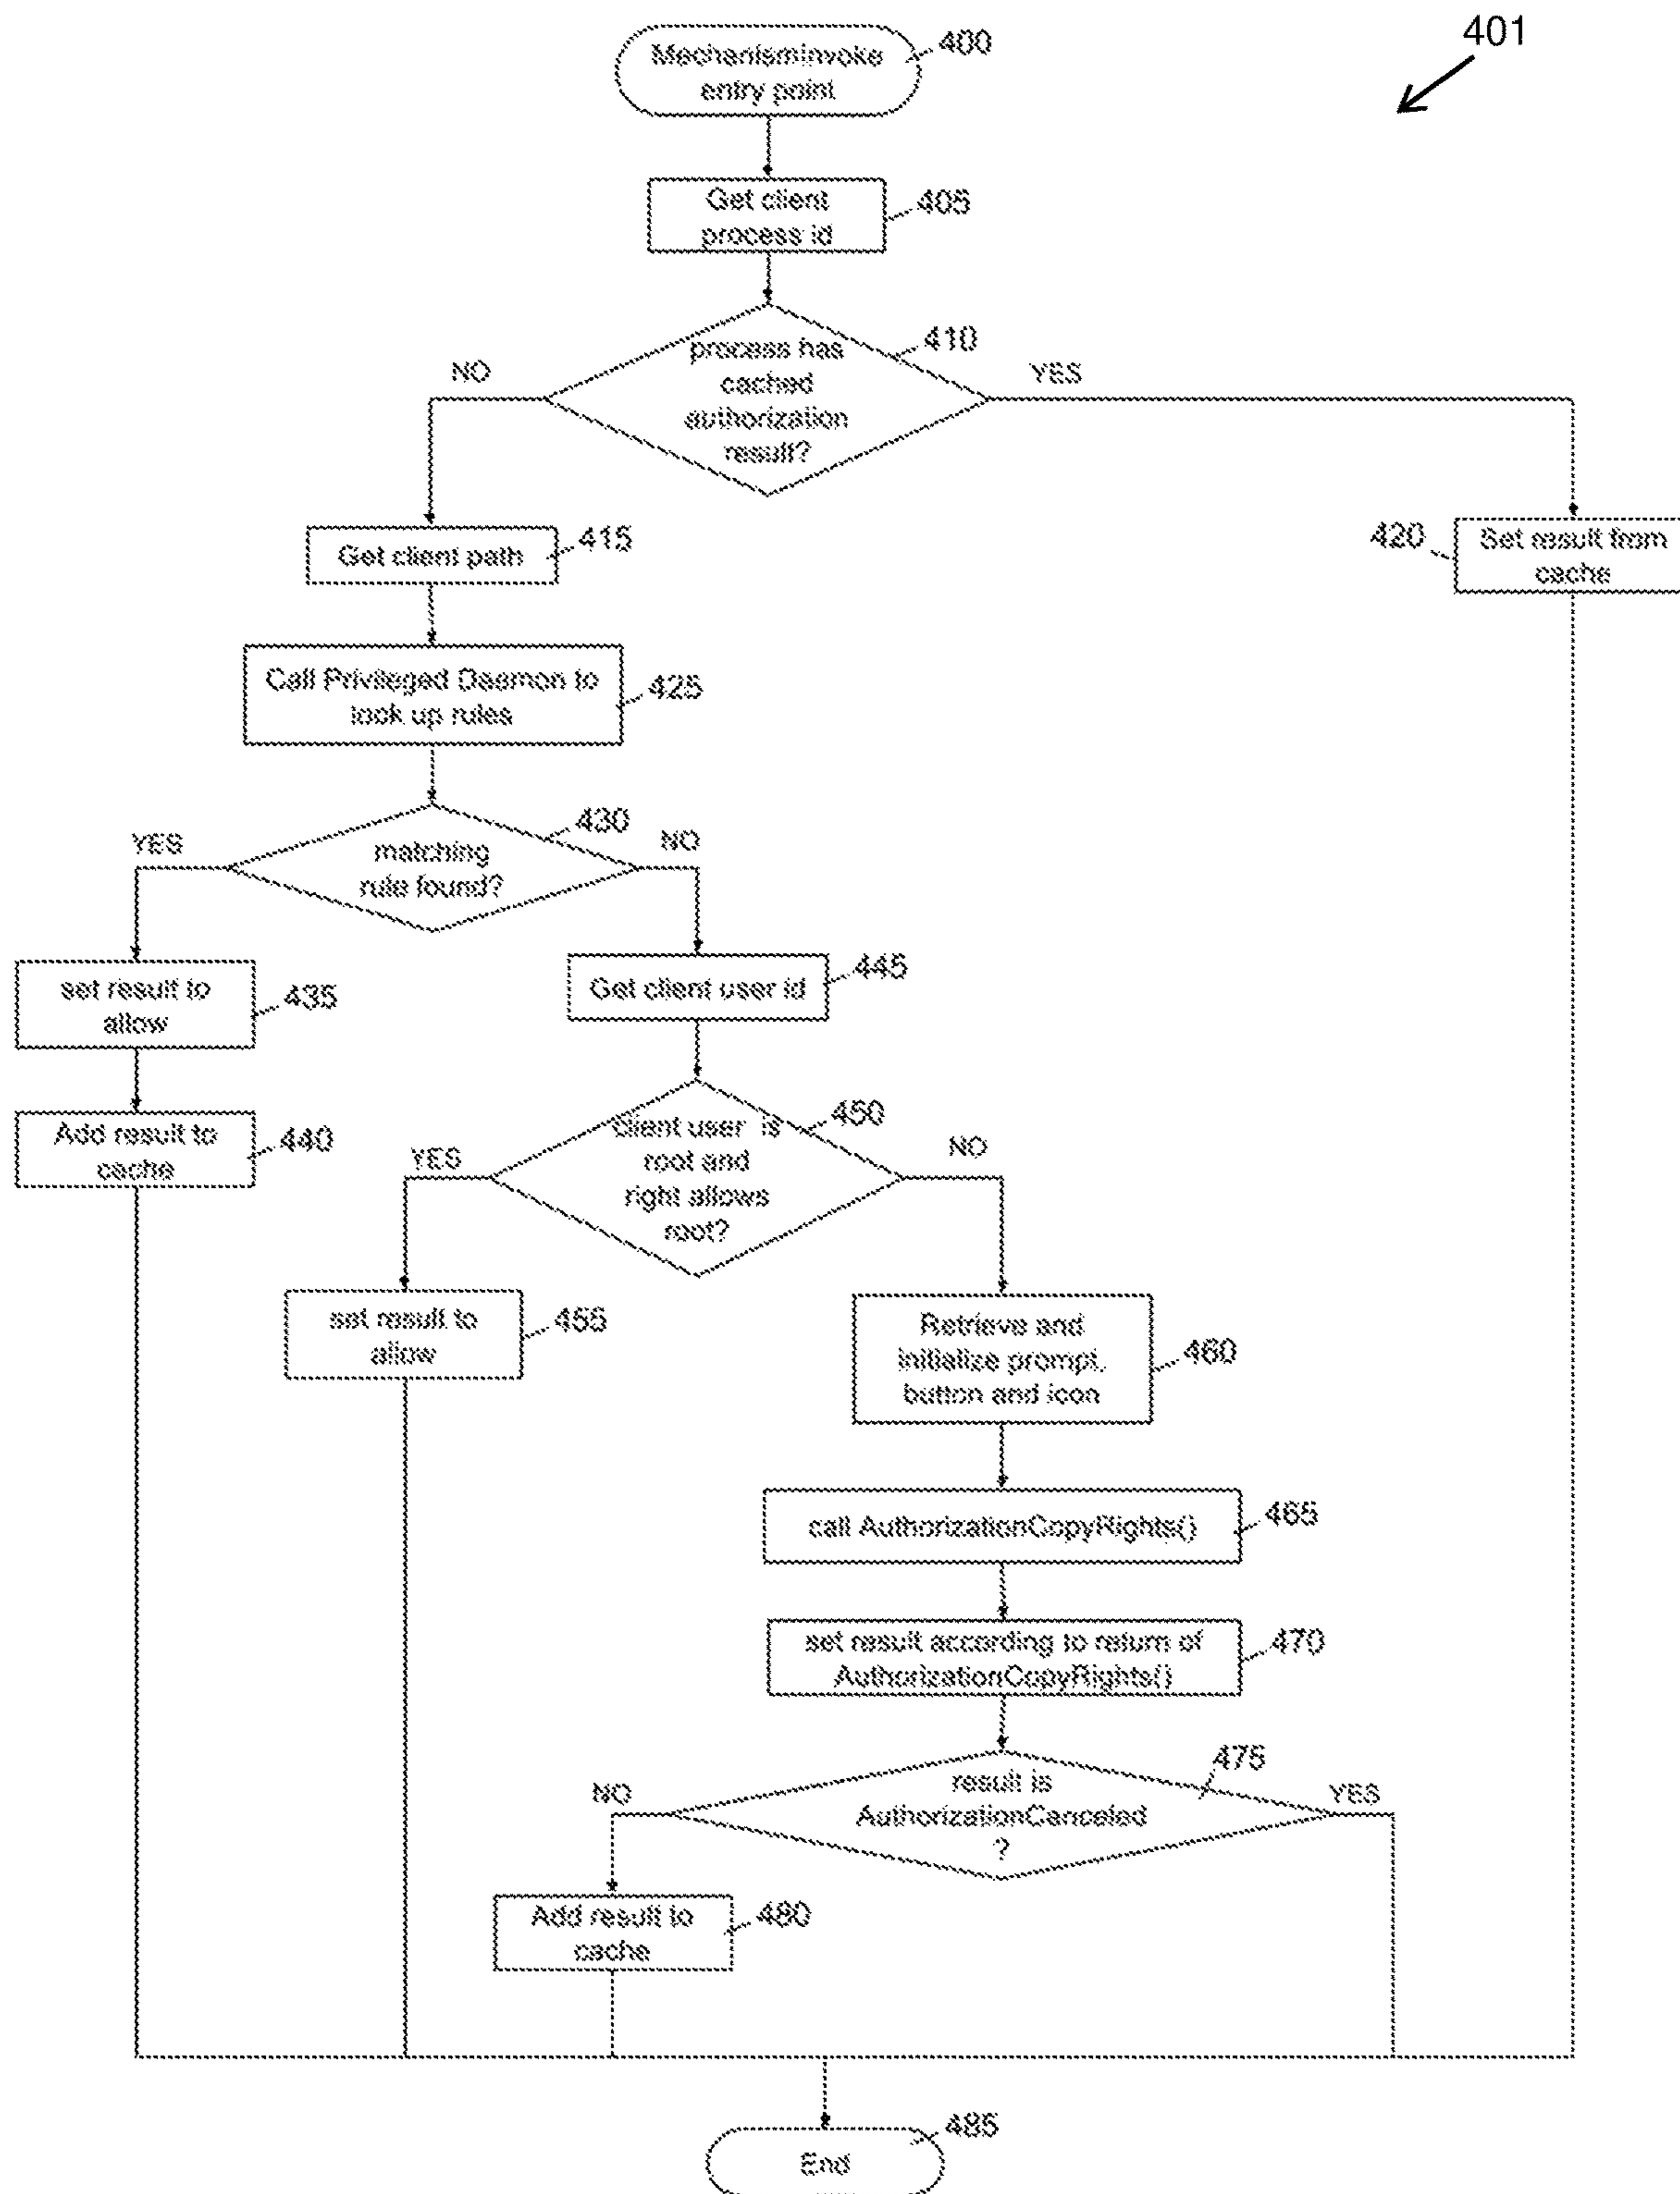 401
MechanismInvoke
entry point
400
Get client
process id
405
process has
cached
authorization
result?
410
NO
YES
Get client path
415
420
Set result from
cache
Call Privileged Daemon to
look up rules
425
matching
rule found?
430
YES
NO
set result to
allow
435
Get client user id
445
Add result to
cache
440
client user is
root and
right allows
root?
450
YES
NO
set result to
allow
455
Retrieve and
initialize prompt,
button and icon
460
call AuthorizationCopyRights()
465
set result according to return of
AuthorizationCopyRights()
470
result is
AuthorizationCanceled
?
475
NO
YES
Add result to
cache
480
End
485